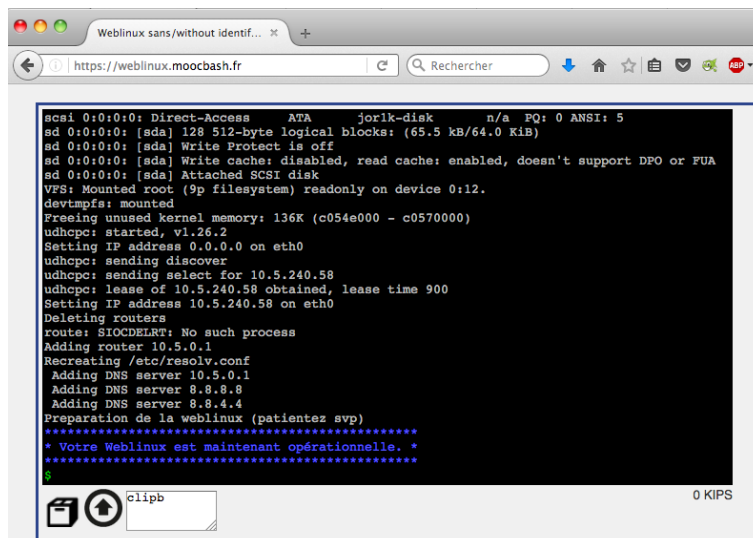 Weblinux sans/without identif...
https://weblinux.moocbash.fr
Rechercher
ABP
scsi 0:0:0:0: Direct-Access     ATA      jor1k-disk       n/a  PQ: 0 ANSI: 5
sd 0:0:0:0: [sda] 128 512-byte logical blocks: (65.5 kB/64.0 KiB)
sd 0:0:0:0: [sda] Write Protect is off
sd 0:0:0:0: [sda] Write cache: disabled, read cache: enabled, doesn't support DPO or FUA
sd 0:0:0:0: [sda] Attached SCSI disk
VFS: Mounted root (9p filesystem) readonly on device 0:12.
devtmpfs: mounted
Freeing unused kernel memory: 136K (c054e000 - c0570000)
udhcpc: started, v1.26.2
Setting IP address 0.0.0.0 on eth0
udhcpc: sending discover
udhcpc: sending select for 10.5.240.58
udhcpc: lease of 10.5.240.58 obtained, lease time 900
Setting IP address 10.5.240.58 on eth0
Deleting routers
route: SIOCDELRT: No such process
Adding router 10.5.0.1
Recreating /etc/resolv.conf
 Adding DNS server 10.5.0.1
 Adding DNS server 8.8.8.8
 Adding DNS server 8.8.4.4
Preparation de la weblinux (patientez svp)
*************************************************
* Votre Weblinux est maintenant opérationnelle. *
*************************************************
$
clipb
0 KIPS